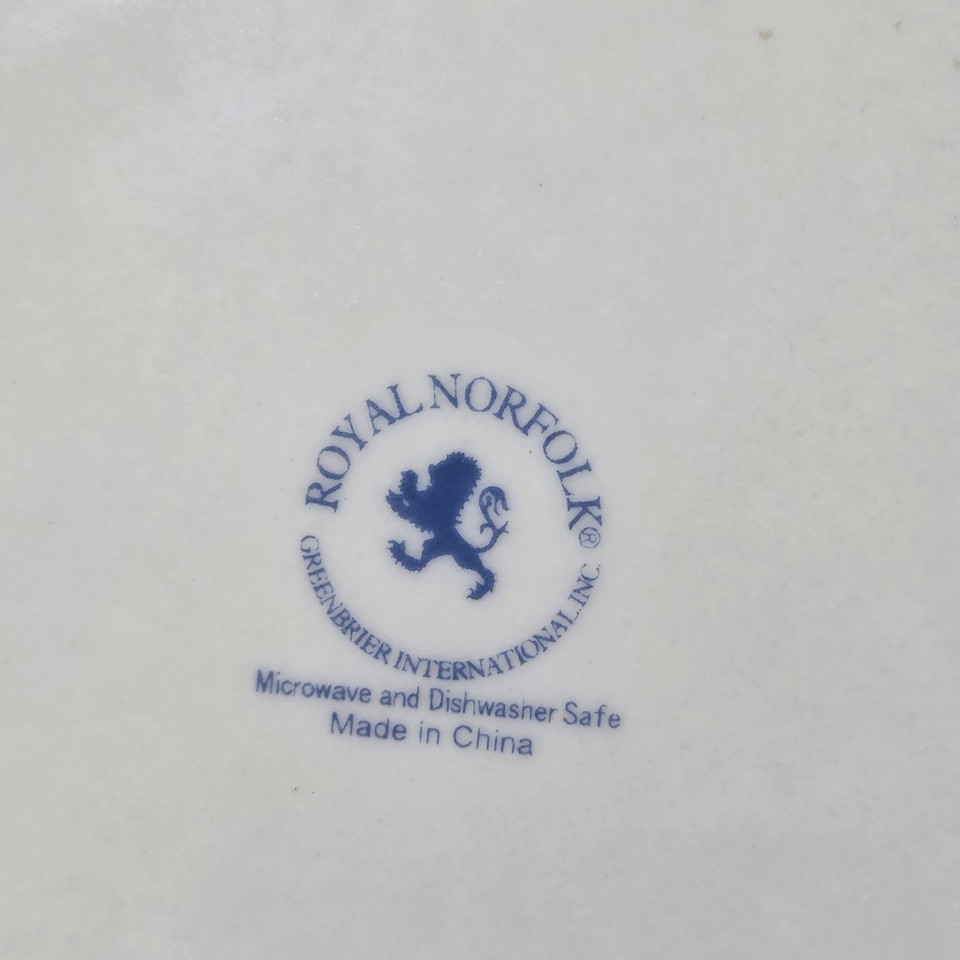 ROYAL NORFOLK®
GREENBRIER INTERNATIONAL. INC.
Microwave and Dishwasher Safe
Made in China